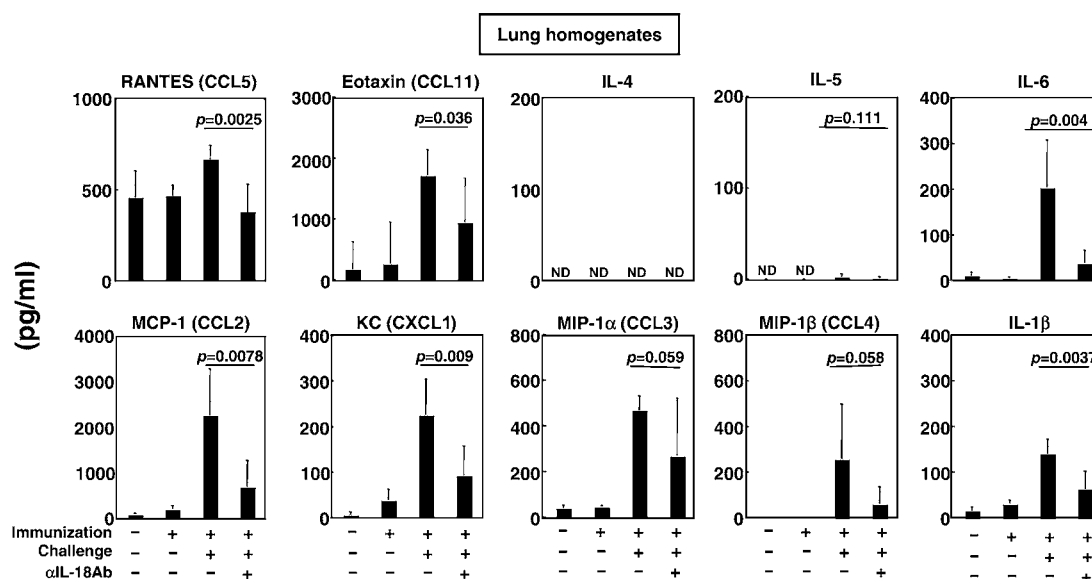 Lung homogenates
RANTES (CCL5) Eotaxin (CCL11) IL-4 IL-5 IL-6
1000 500 0 p=0.0025
3000 2000 1000 0 p=0.036
200 100 0 ND ND ND ND
200 100 0 p=0.111 ND ND
400 300 200 100 0 p=0.004
(pg/ml)
MCP-1 (CCL2) KC (CXCL1) MIP-1α (CCL3) MIP-1β (CCL4) IL-1β
4000 3000 2000 1000 0 p=0.0078
400 300 200 100 0 p=0.009
800 600 400 200 0 p=0.059
800 600 400 200 0 p=0.058
400 300 200 100 0 p=0.0037
Immunization – + + + – + + + – + + + – + + + – + + +
Challenge – – + + – – + + – – + + – – + + – – + +
αIL-18Ab – – – + – – – + – – – + – – – + – – – +